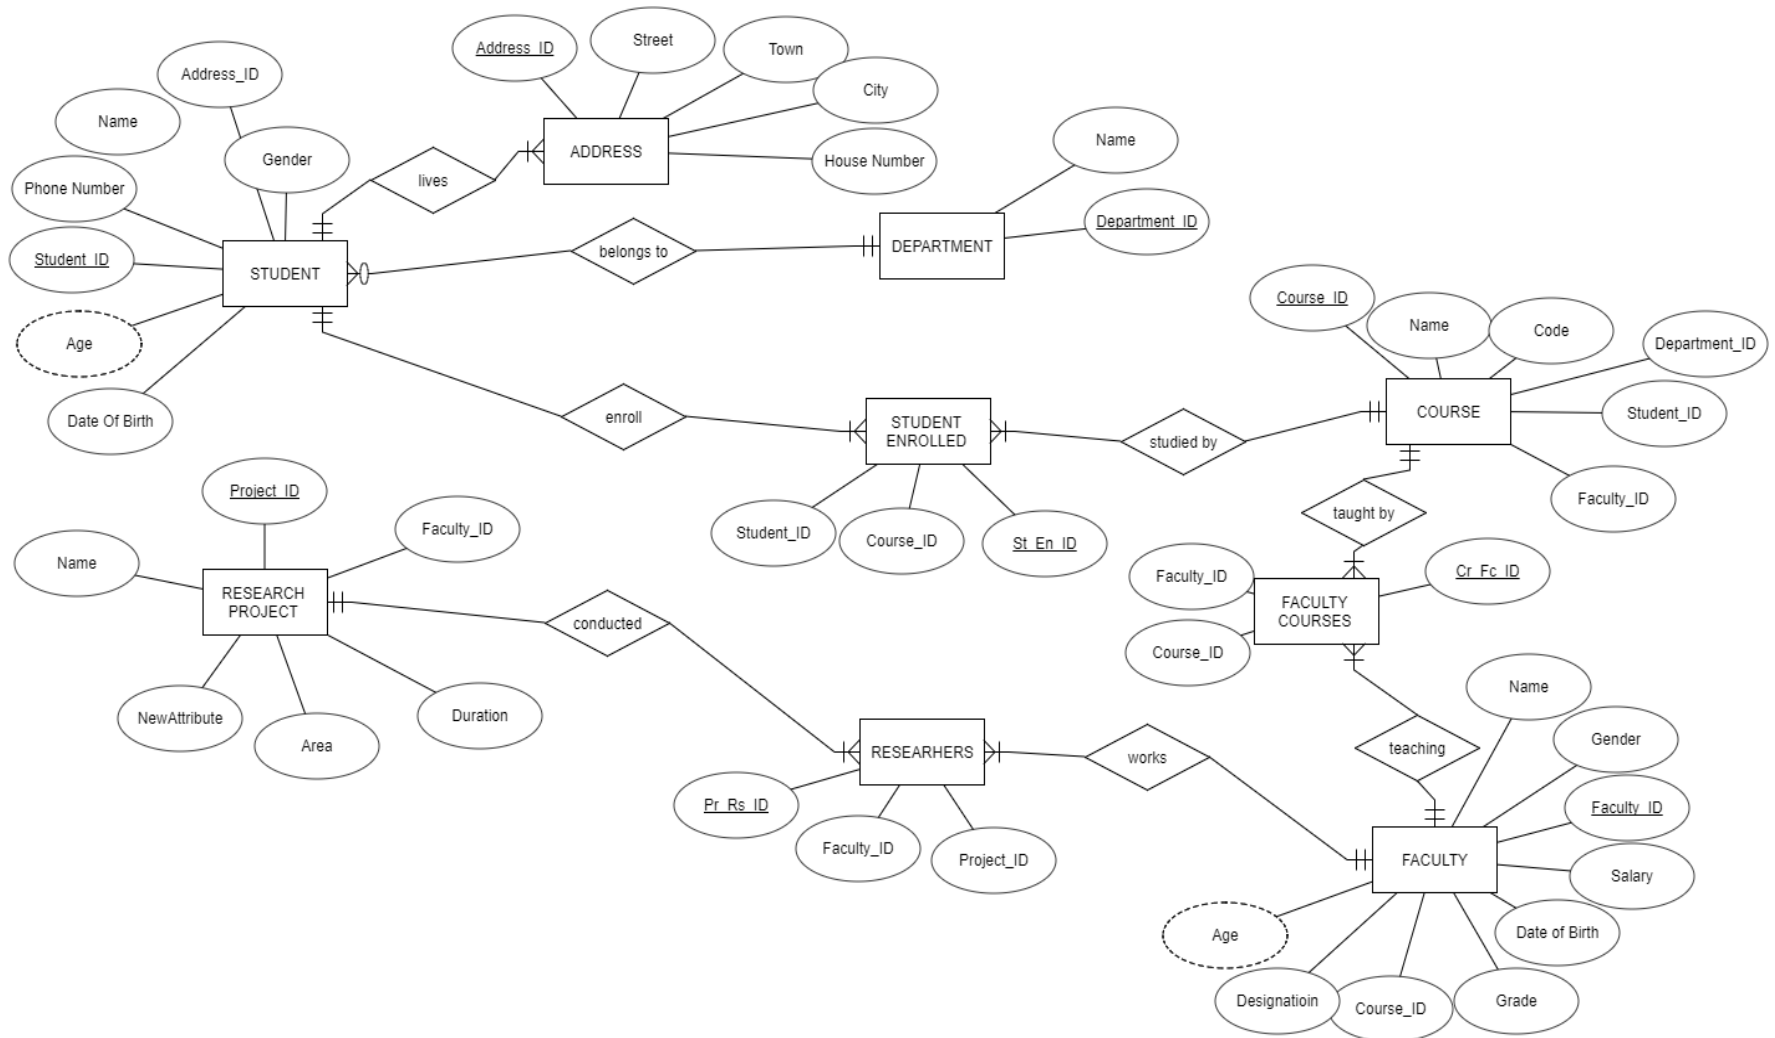 Address_ID
Street
Town
City
House Number
ADDRESS
Address_ID
Name
Gender
Phone Number
Student_ID
STUDENT
Age
Date Of Birth
lives
belongs to
Name
Department_ID
DEPARTMENT
enroll
STUDENT
ENROLLED
Student_ID
Course_ID
St_En_ID
studied by
Course_ID
Name
Code
Department_ID
COURSE
Student_ID
Faculty_ID
taught by
Faculty_ID
Cr_Fc_ID
FACULTY
COURSES
Course_ID
teaching
Project_ID
Faculty_ID
Name
RESEARCH
PROJECT
NewAttribute
Area
Duration
conducted
RESEARHERS
Pr_Rs_ID
Faculty_ID
Project_ID
works
Name
Gender
Faculty_ID
Salary
FACULTY
Date of Birth
Age
Designatioin
Course_ID
Grade